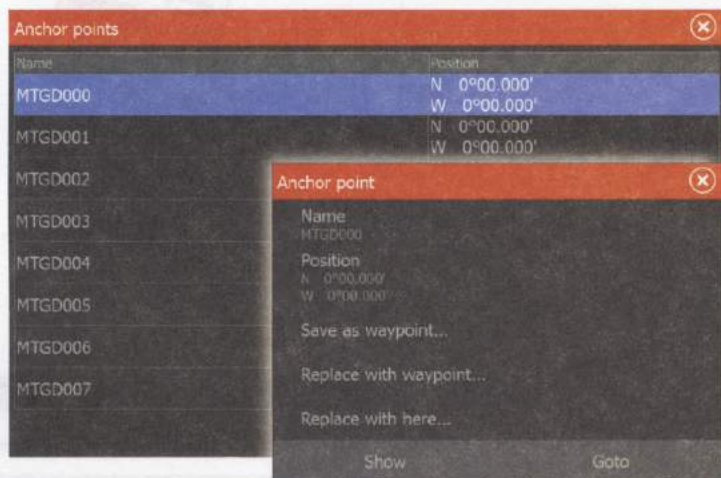 Anchor points
Name Position
MTGD000 N 0°00.000'
W 0°00.000'
MTGD001 N 0°00.000'
W 0°00.000'
MTGD002
MTGD003
MTGD004
MTGD005
MTGD006
MTGD007
Anchor point
Name
MTGD000
Position
N 0°00.000'
W 0°00.000'
Save as waypoint...
Replace with waypoint...
Replace with here...
Show Goto